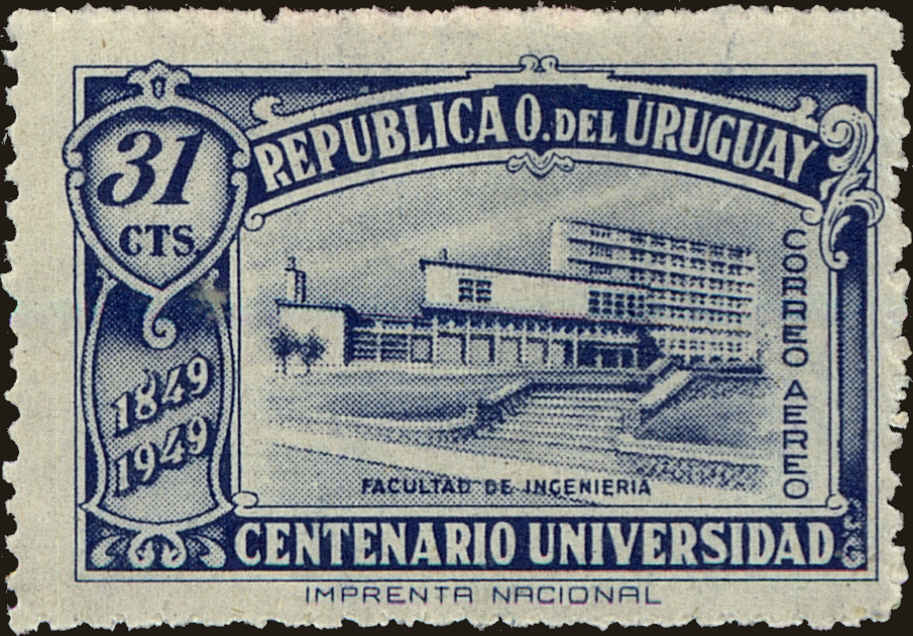 REPUBLICA O. DEL URUGUAY
31
CTS
CORREO AEREO
1849
1949
FACULTAD DE INGENIERIA
CENTENARIO UNIVERSIDAD
IMPRENTA NACIONAL